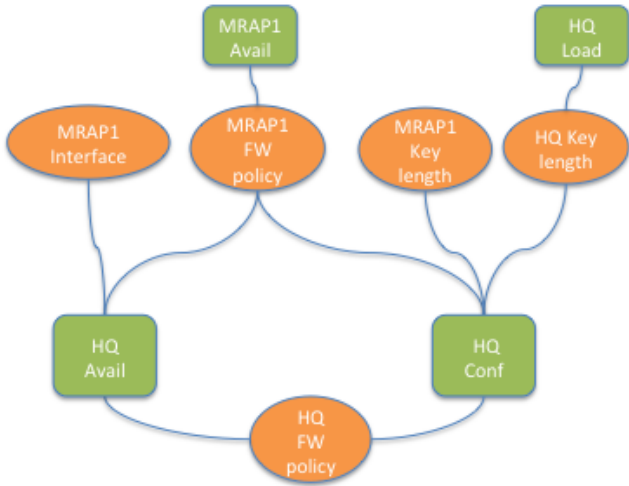 MRAP1
Avail
HQ
Load
MRAP1
Interface
MRAP1
FW
policy
MRAP1
Key
length
HQ Key
length
HQ
Avail
HQ
Conf
HQ
FW
policy